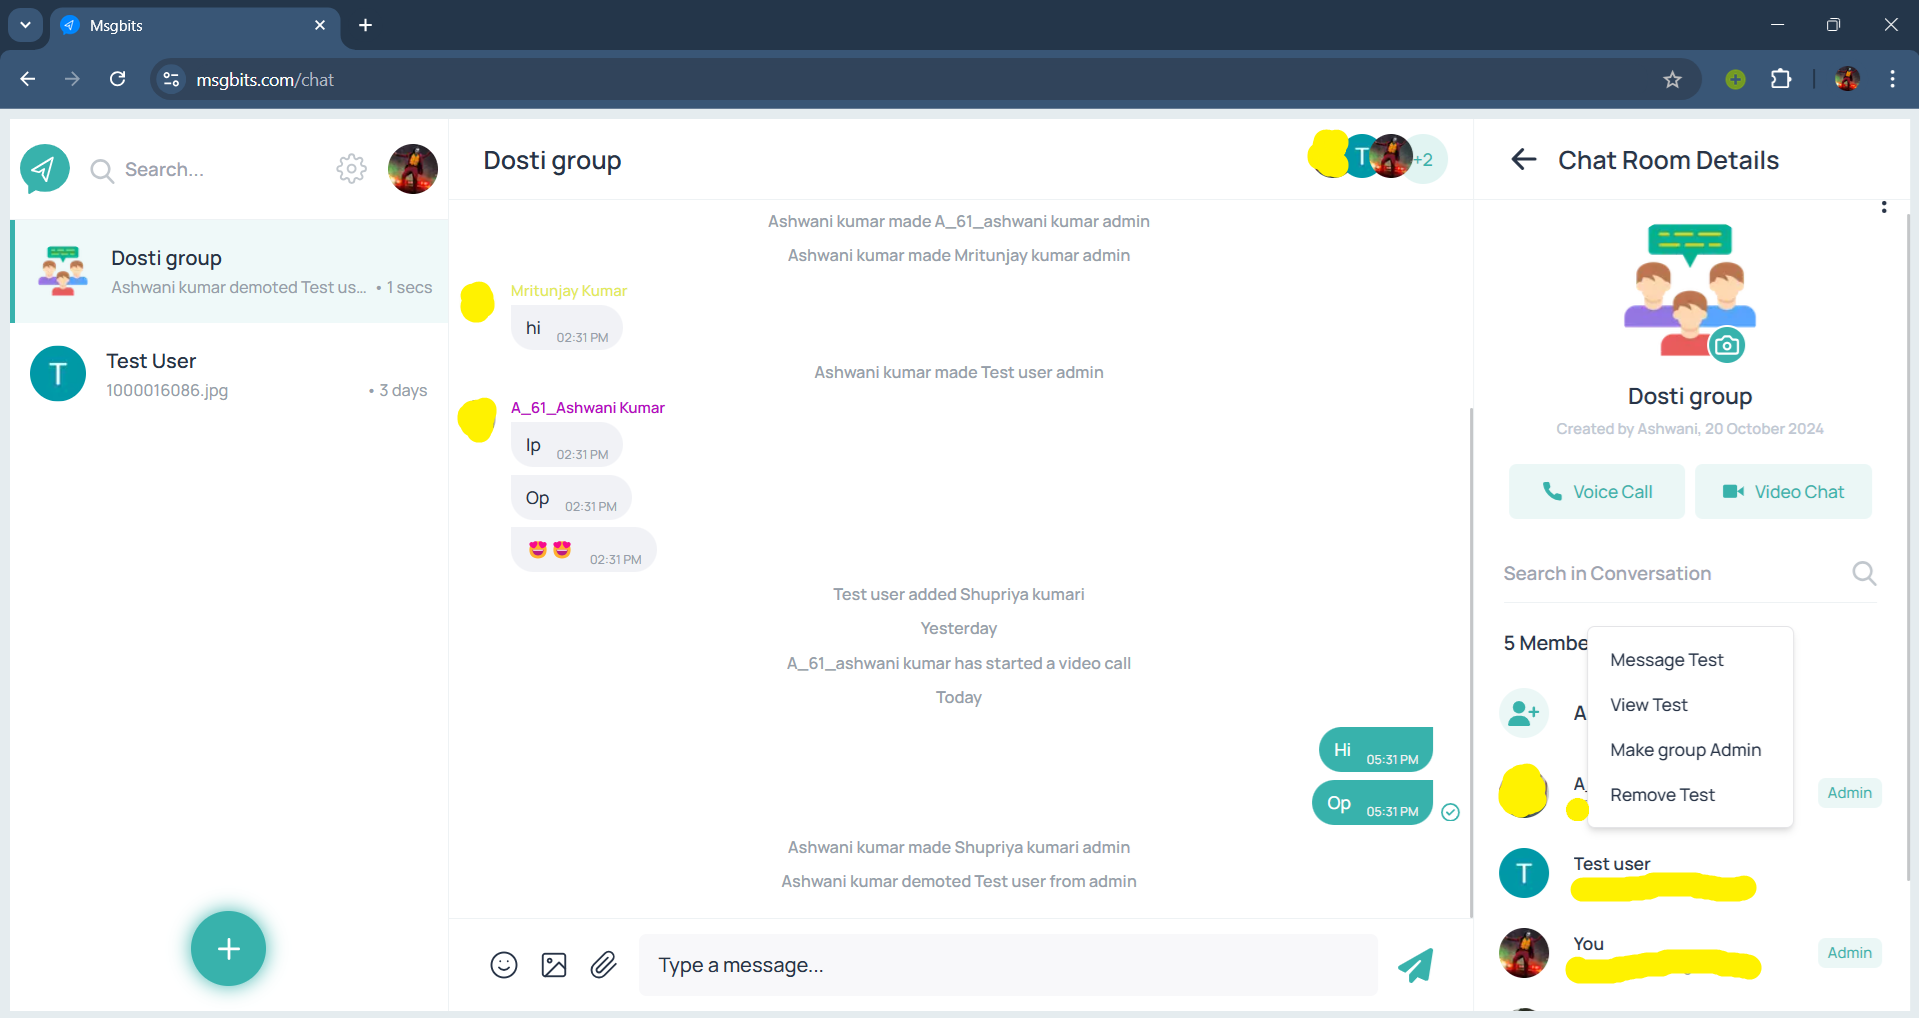 Msgbits
msgbits.com/chat
Search...
Dosti group
Ashwani kumar demoted Test us... • 1 secs
Test User
T
1000016086.jpg • 3 days
Dosti group
T
+2
Ashwani kumar made A_61_ashwani kumar admin
Ashwani kumar made Mritunjay kumar admin
Mritunjay Kumar
hi 02:31 PM
Ashwani kumar made Test user admin
A_61_Ashwani Kumar
Ip 02:31 PM
Op 02:31 PM
😍😍 02:31 PM
Test user added Shupriya kumari
Yesterday
A_61_ashwani kumar has started a video call
Today
Hi 05:31 PM
Op 05:31 PM
Ashwani kumar made Shupriya kumari admin
Ashwani kumar demoted Test user from admin
Type a message...
Chat Room Details
Dosti group
Created by Ashwani, 20 October 2024
Voice Call
Video Chat
Search in Conversation
5 Membe
Message Test
View Test
Make group Admin
Remove Test
A
A_
Admin
T
Test user
You
Admin